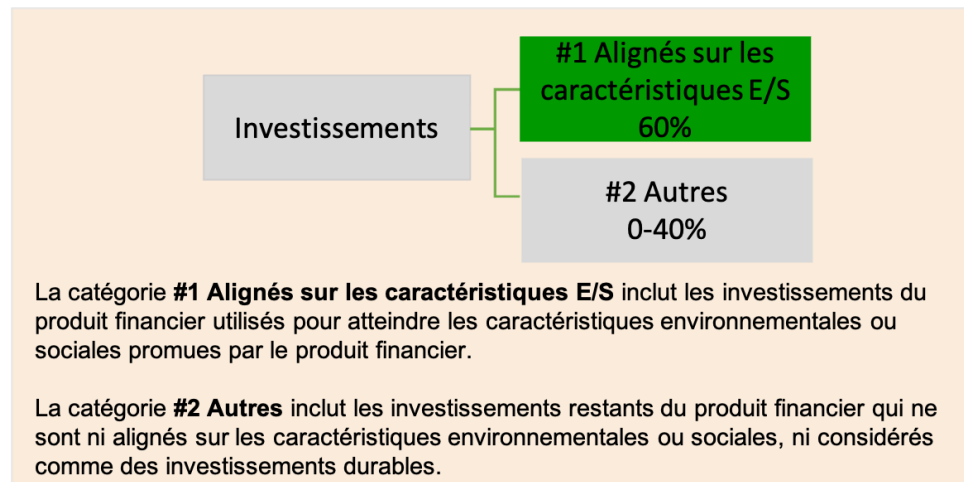 #1 Alignés sur les
caractéristiques E/S
60%
Investissements
#2 Autres
0-40%
La catégorie #1 Alignés sur les caractéristiques E/S inclut les investissements du
produit financier utilisés pour atteindre les caractéristiques environnementales ou
sociales promues par le produit financier.
La catégorie #2 Autres inclut les investissements restants du produit financier qui ne
sont ni alignés sur les caractéristiques environnementales ou sociales, ni considérés
comme des investissements durables.